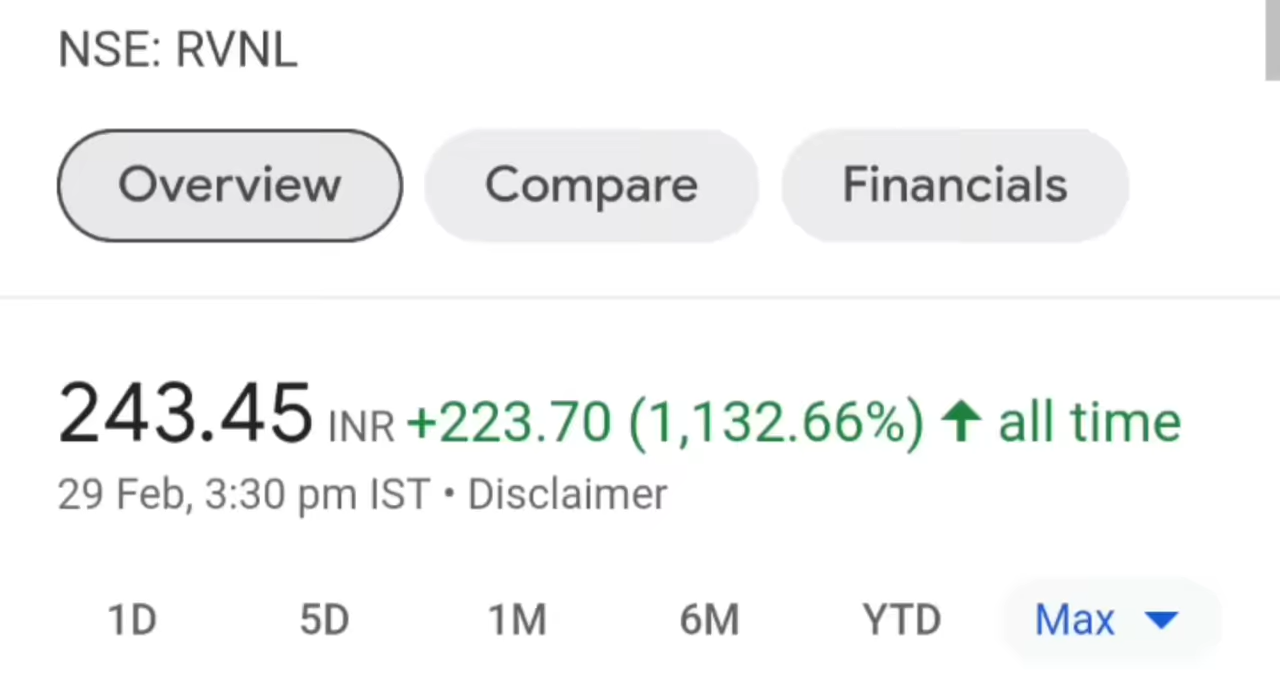 NSE: RVNL
Overview Compare Financials
243.45 INR +223.70 (1,132.66%) ↑ all time
29 Feb, 3:30 pm IST • Disclaimer
1D 5D 1M 6M YTD Max